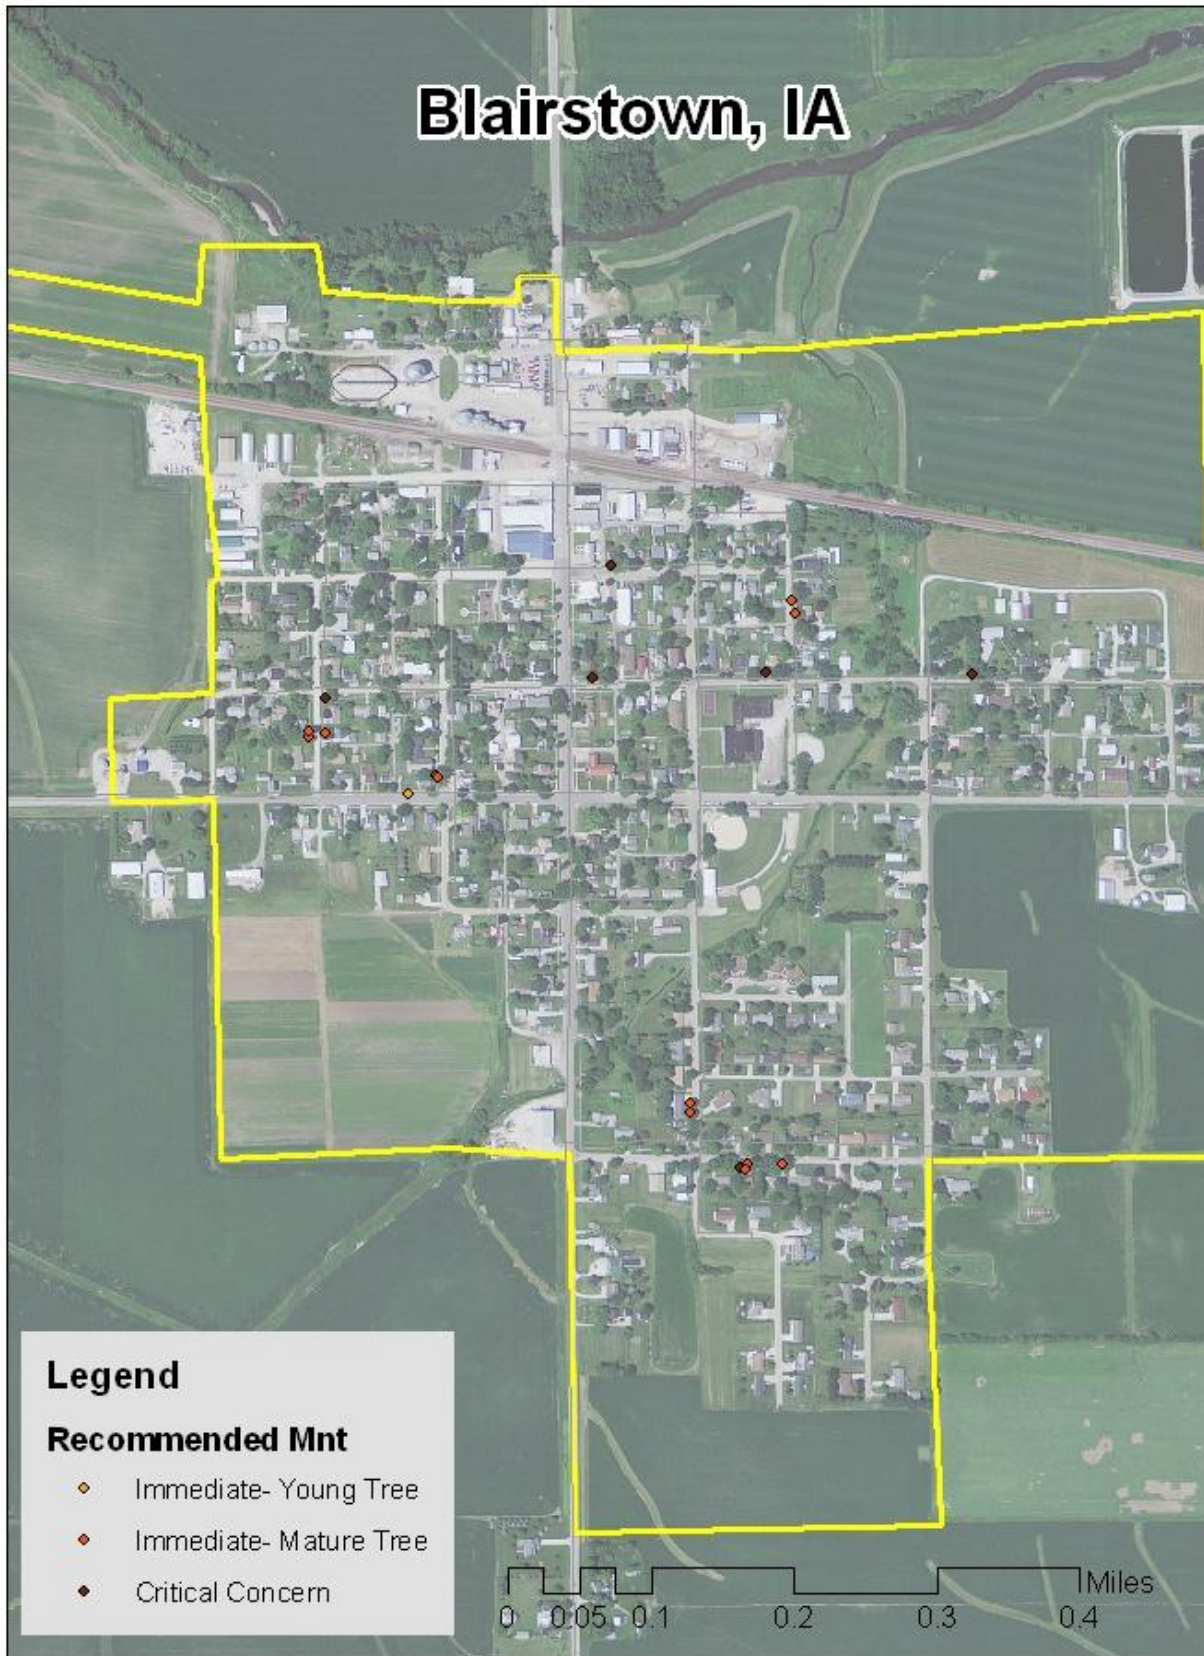 Blairstown, IA
Legend
Recommended Mnt
Immediate- Young Tree
Immediate- Mature Tree
Critical Concern
Miles
0 0.05 0.1 0.2 0.3 0.4